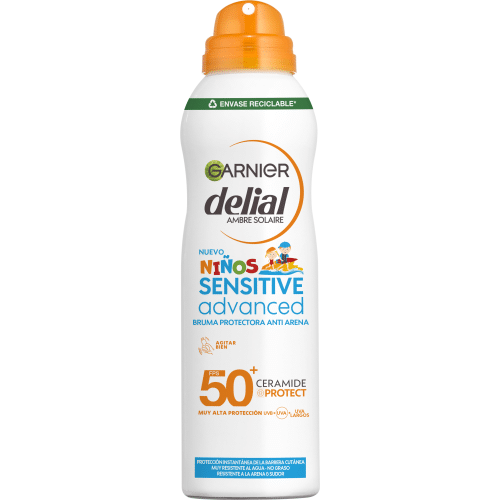 ENVASE RECICLABLE*
GARNIER
delial
AMBRE SOLAIRE
NUEVO
NIÑOS
SENSITIVE
advanced
BRUMA PROTECTORA ANTI ARENA
AGITAR
BIEN
FPS
50+
CERAMIDE
PROTECT
MUY ALTA PROTECCIÓN UVB+UVA+UVA LARGOS
PROTECCIÓN INSTANTÁNEA DE LA BARRERA CUTÁNEA
MUY RESISTENTE AL AGUA - NO GRASO
RESISTENTE A LA ARENA & SUDOR